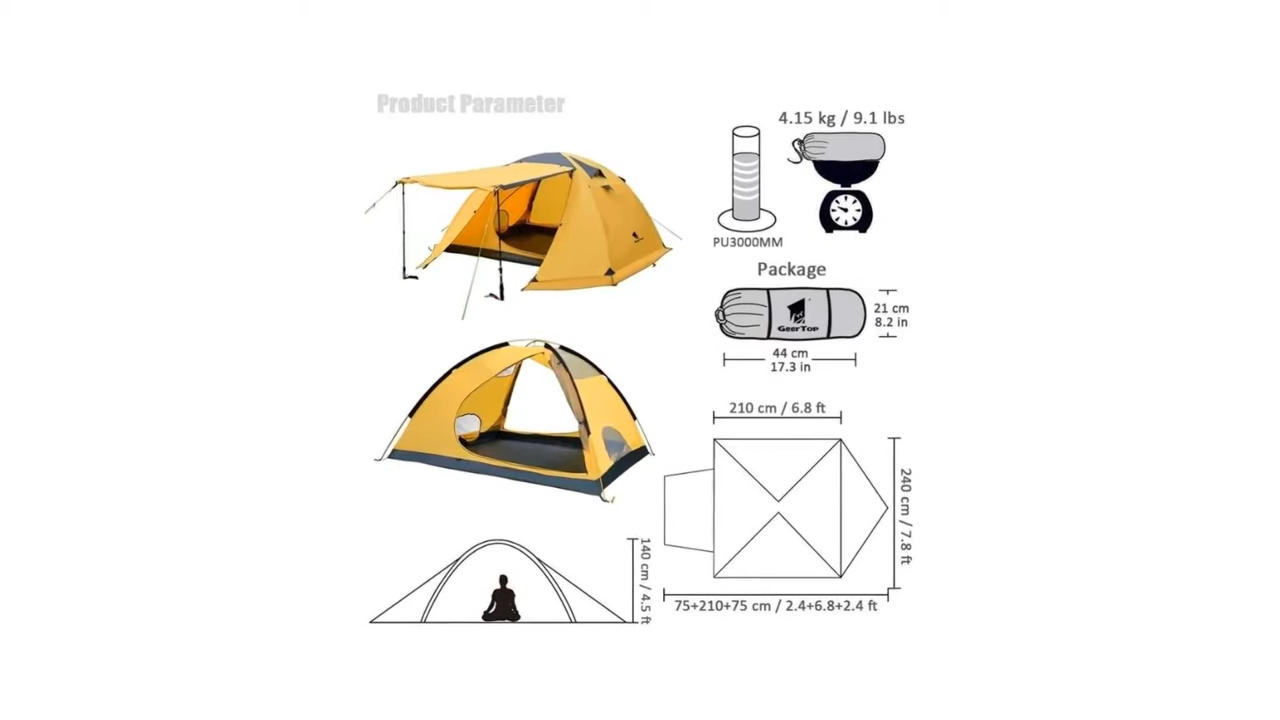 Product Parameter
4.15 kg / 9.1 lbs
PU3000MM
Package
GeerTop
21 cm
8.2 in
44 cm
17.3 in
210 cm / 6.8 ft
240 cm / 7.8 ft
140 cm / 4.5 ft
75+210+75 cm / 2.4+6.8+2.4 ft